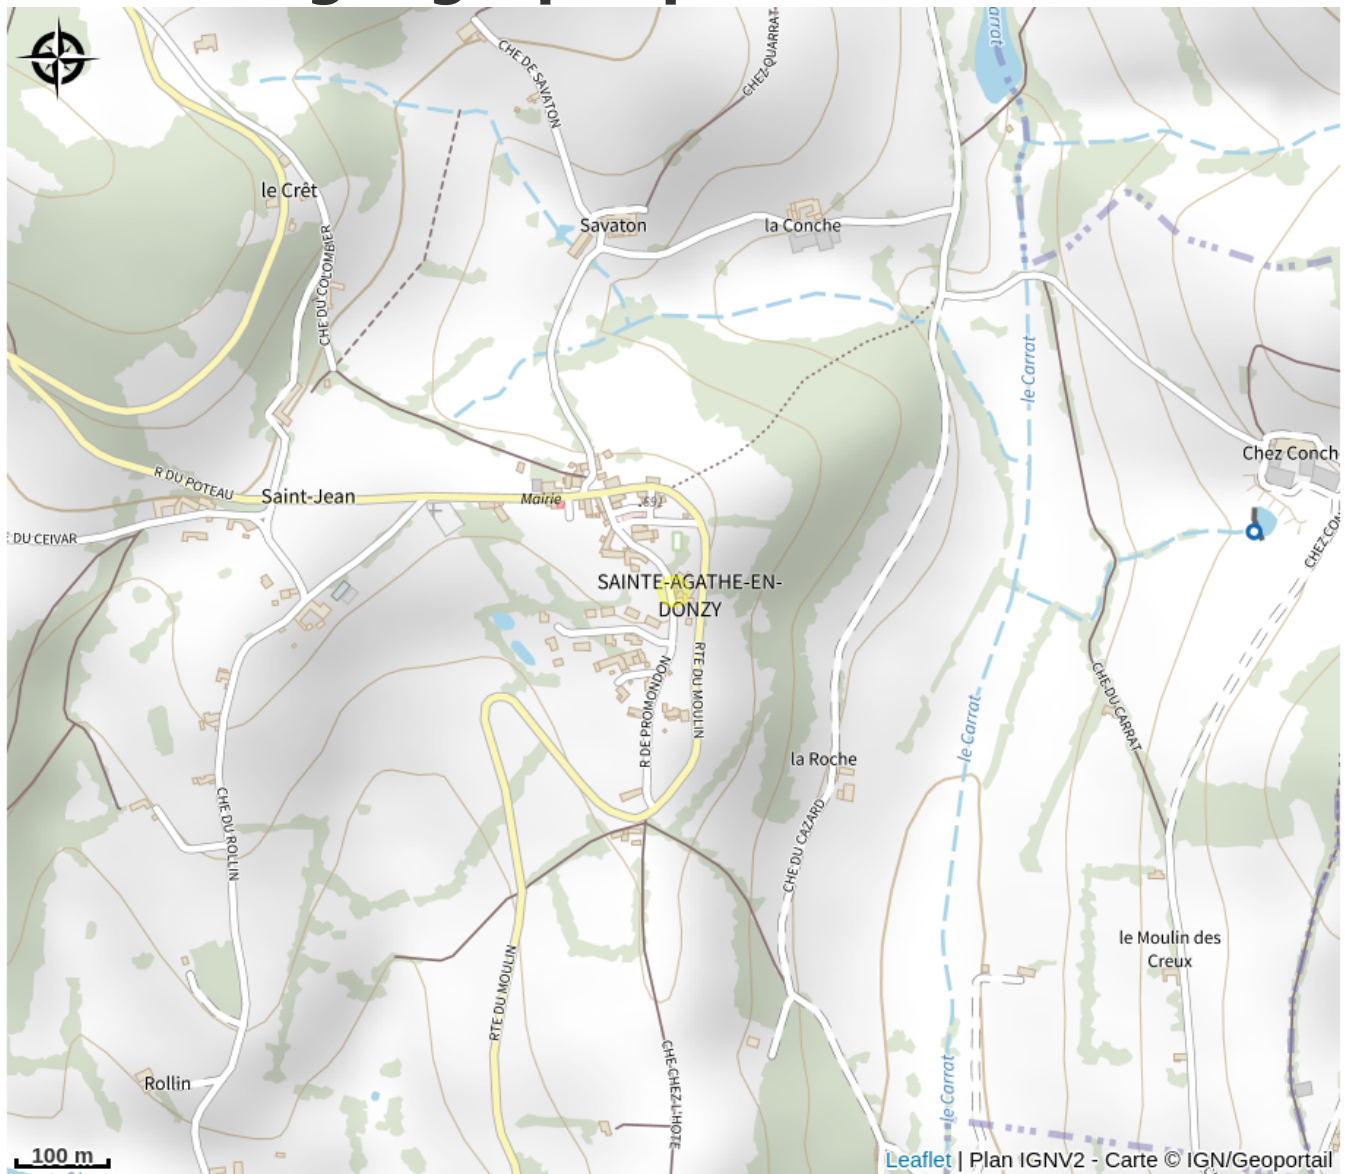 Carrat
CHE DE SAVATON
CHEZ QUARRAT
le Crêt
Savaton
la Conche
CHE DU COLOMBIER
le Carrat
Chez Conch
R DU POTEAU
Saint-Jean
Mairie
691
E DU CEIVAR
CHEZ CON
SAINTE-AGATHE-EN-
DONZY
RTE DU MOULIN
R DE PROMONDON
CHE DU CARRAT
le Carrat
la Roche
CHE DU ROLLIN
CHE DU CAZARD
le Moulin des
Creux
RTE DU MOULIN
CHE CHEZ L'HOTE
le Carrat
Rollin
100 m
Leaflet | Plan IGNV2 - Carte © IGN/Geoportail